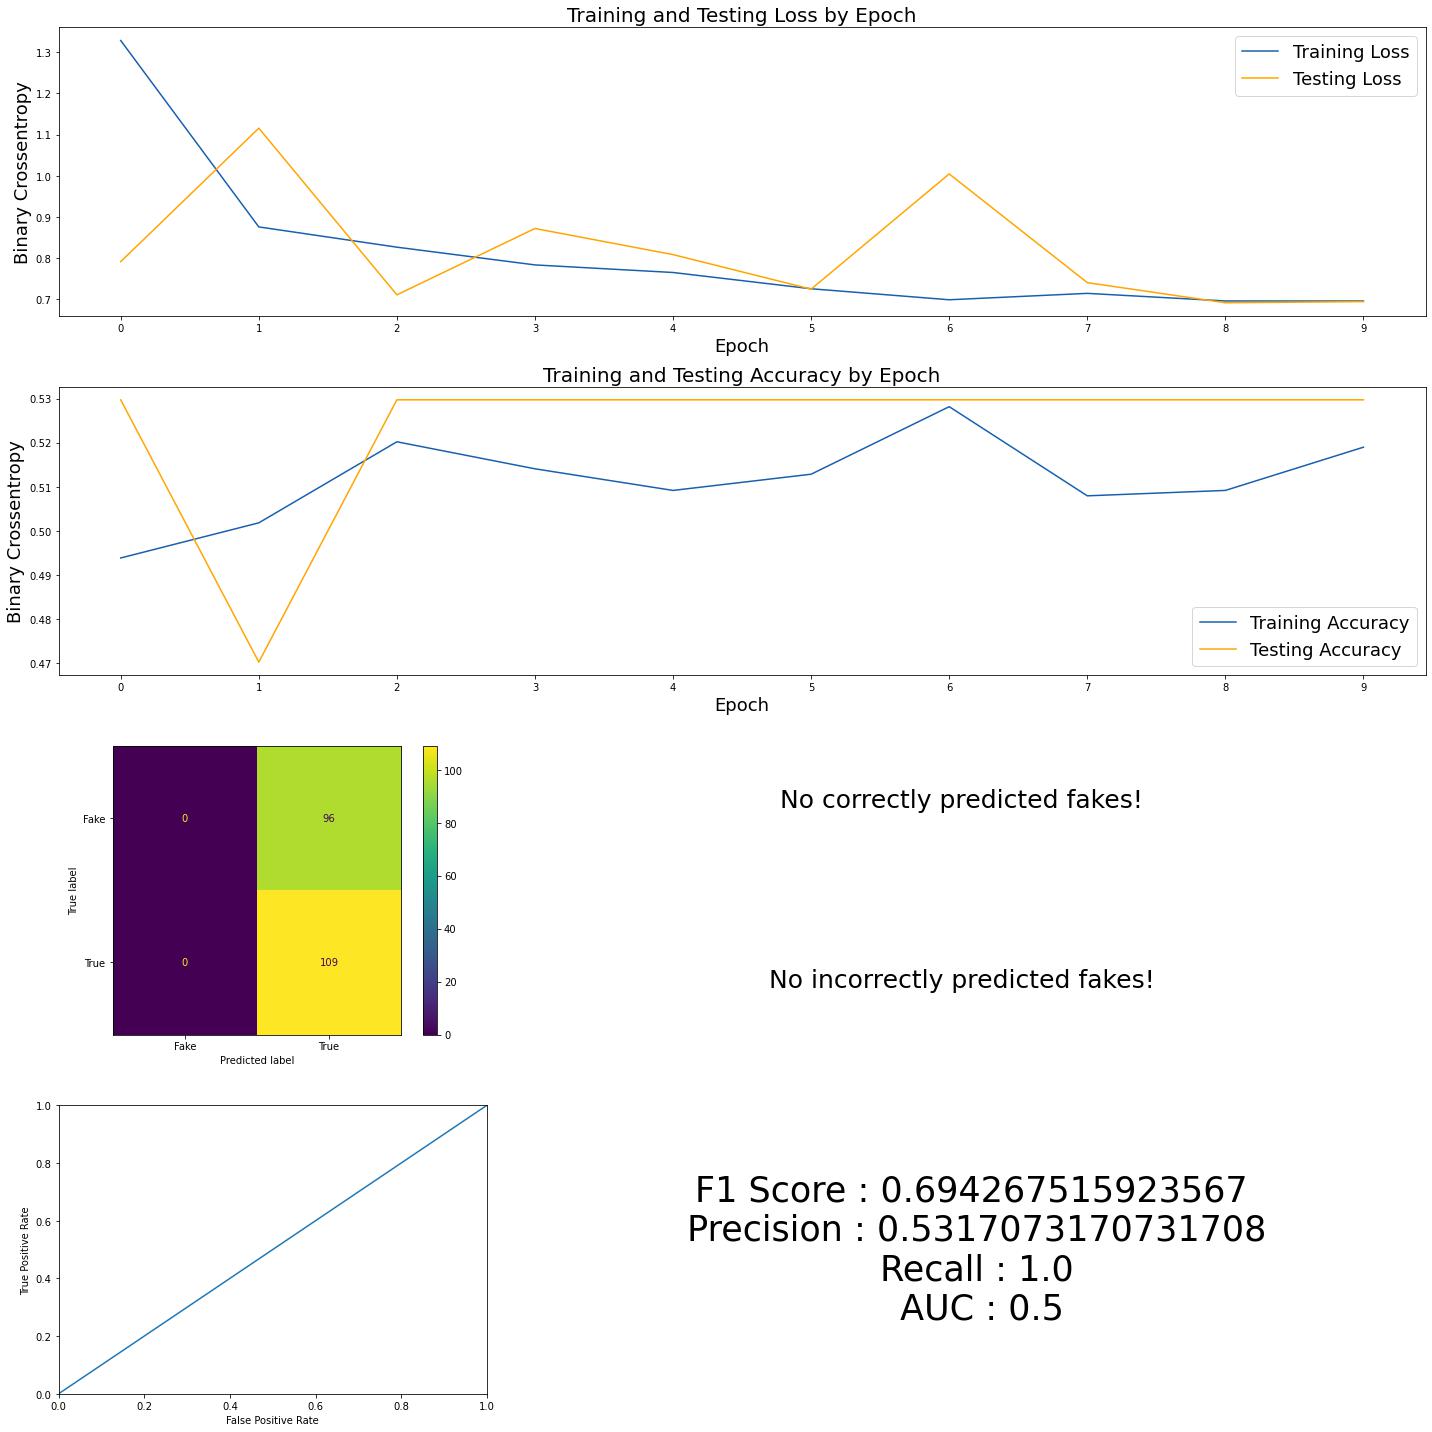 Training and Testing Loss by Epoch
Binary Crossentropy
1.3
1.2
1.1
1.0
0.9
0.8
0.7
Training Loss
Testing Loss
0 1 2 3 4 5 6 7 8 9
Epoch
Training and Testing Accuracy by Epoch
Binary Crossentropy
0.53
0.52
0.51
0.50
0.49
0.48
0.47
Training Accuracy
Testing Accuracy
0 1 2 3 4 5 6 7 8 9
Epoch
True label
Fake
True
0 96
0 109
Fake True
Predicted label
100
80
60
40
20
0
No correctly predicted fakes!
No incorrectly predicted fakes!
True Positive Rate
1.0
0.8
0.6
0.4
0.2
0.0
0.0 0.2 0.4 0.6 0.8 1.0
False Positive Rate
F1 Score : 0.694267515923567
Precision : 0.5317073170731708
Recall : 1.0
AUC : 0.5